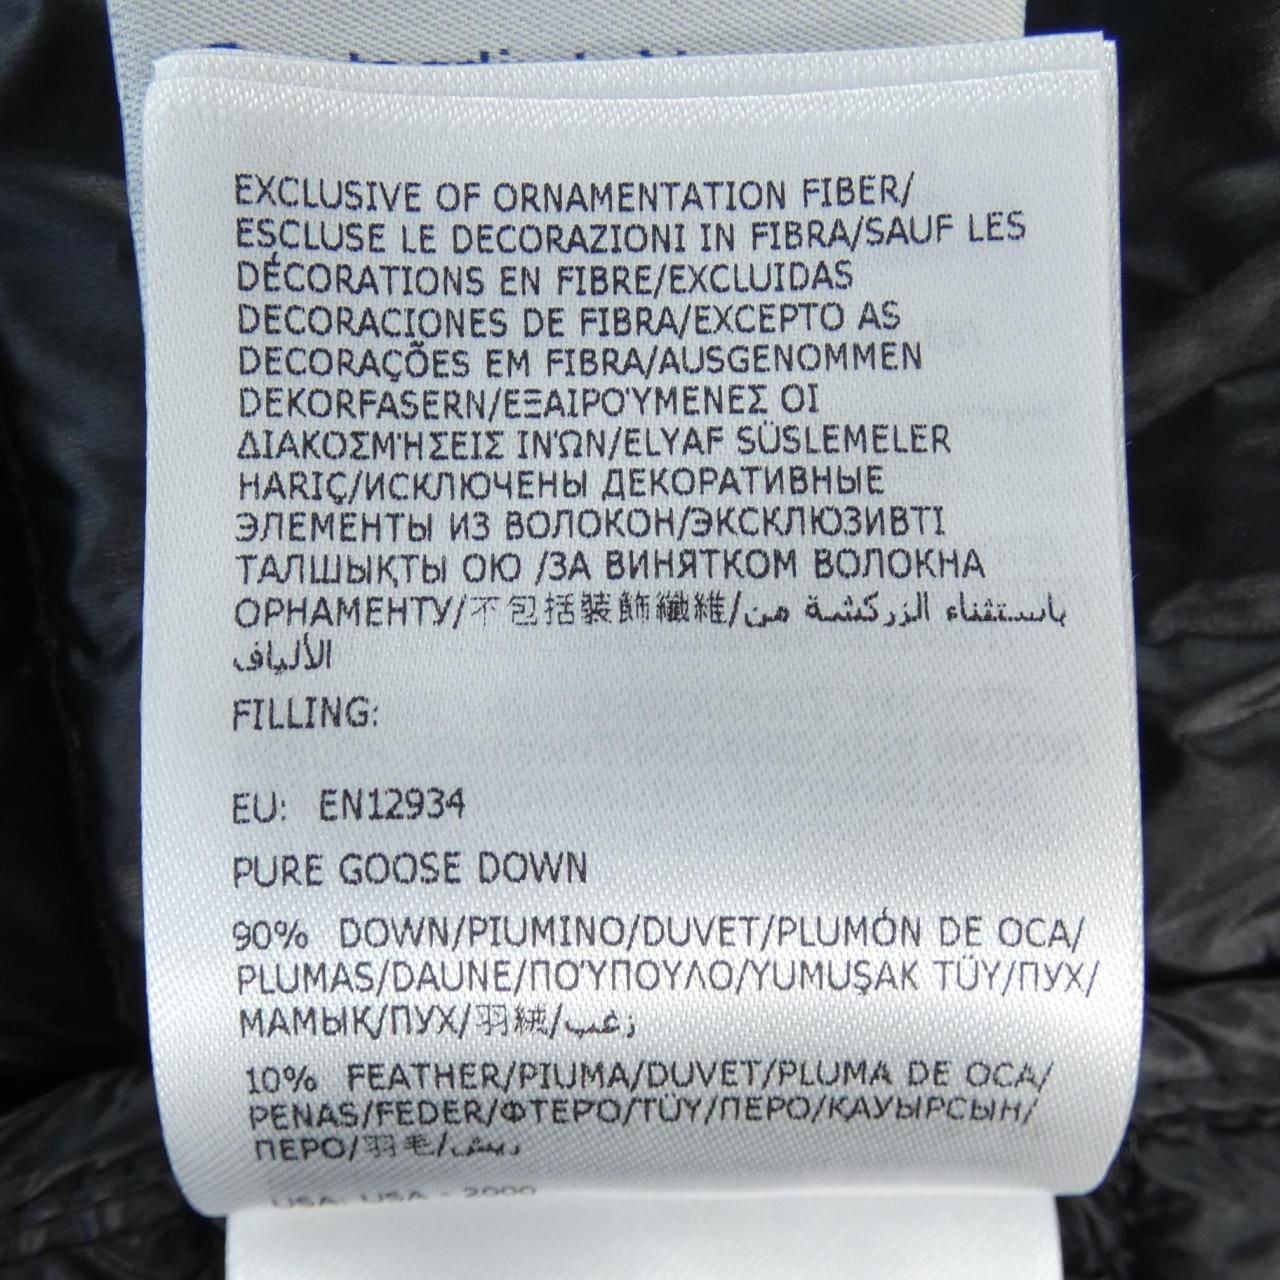 EXCLUSIVE OF ORNAMENTATION FIBER/
ESCLUSE LE DECORAZIONI IN FIBRA/SAUF LES
DÉCORATIONS EN FIBRE/EXCLUIDAS
DECORACIONES DE FIBRA/EXCEPTO AS
DECORAÇÕES EM FIBRA/AUSGENOMMEN
DEKORFASERN/ΕΞΑΙΡΟΎΜΕΝΕΣ ΟΙ
ΔΙΑΚΟΣΜΉΣΕΙΣ ΙΝΏΝ/ELYAF SÜSLEMELER
HARIÇ/ИСКЛЮЧЕНЫ ДЕКОРАТИВНЫЕ
ЭЛЕМЕНТЫ ИЗ ВОЛОКОН/ЭКСКЛЮЗИВТІ
ТАЛШЫҚТЫ ОЮ /ЗА ВИНЯТКОМ ВОЛОКНА
ОРНАМЕНТУ/不包括裝飾纖維/باستثناء الزركشة من
الألياف
FILLING:
EU: EN12934
PURE GOOSE DOWN
90% DOWN/PIUMINO/DUVET/PLUMÓN DE OCA/
PLUMAS/DAUNE/ΠΟΎΠΟΥΛΟ/YUMUŞAK TÜY/ПУХ/
МАМЫҚ/ПУХ/羽絨/زغب
10% FEATHER/PIUMA/DUVET/PLUMA DE OCA/
PENAS/FEDER/ΦΤΕΡΌ/TÜY/ПЕРО/ҚАУЫРСЫН/
ПЕРО/羽毛/ريش
USA: USA - 2000